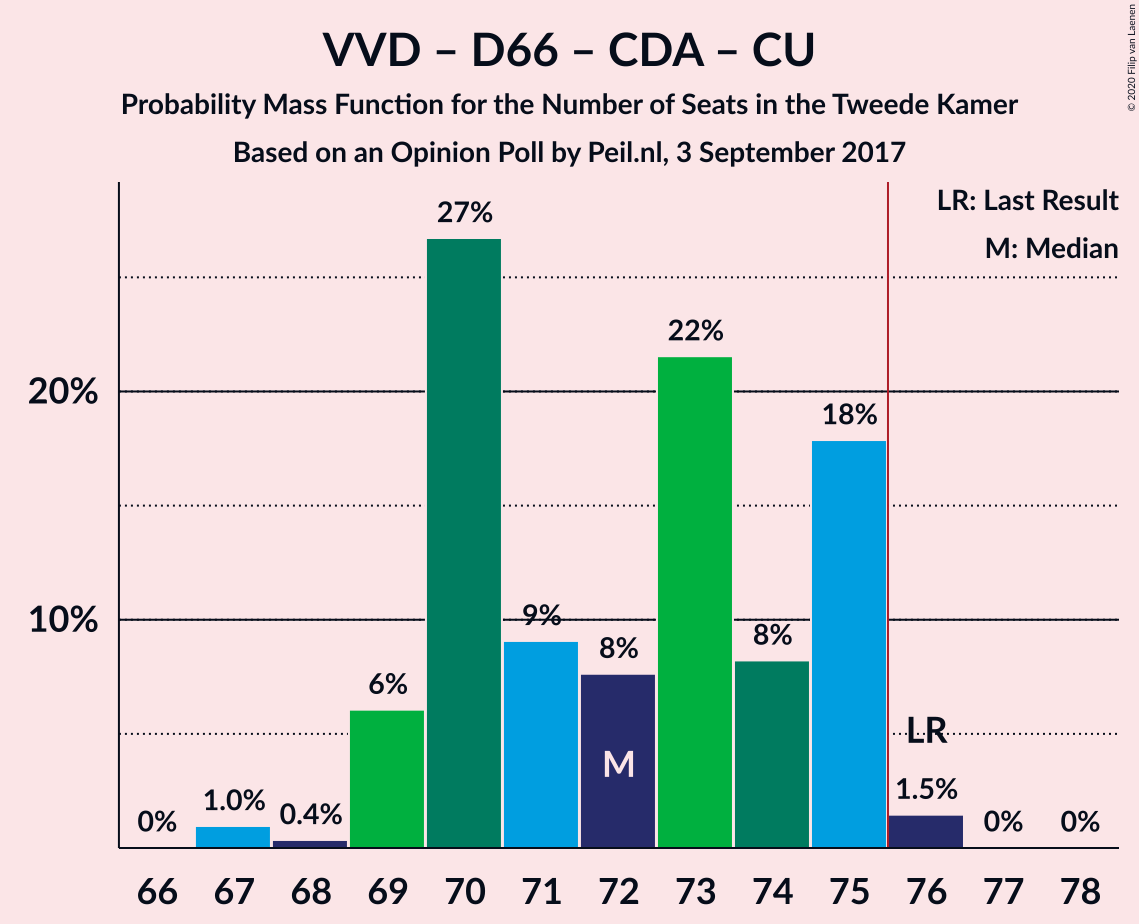 VVD – D66 – CDA – CU
Probability Mass Function for the Number of Seats in the Tweede Kamer
Based on an Opinion Poll by Peil.nl, 3 September 2017
© 2020 Filip van Laenen
LR: Last Result
M: Median
27%
22%
20%
18%
10%
9%
8%
8%
6%
LR
M
0%
1.0%
0.4%
1.5%
0%
0%
66 67 68 69 70 71 72 73 74 75 76 77 78